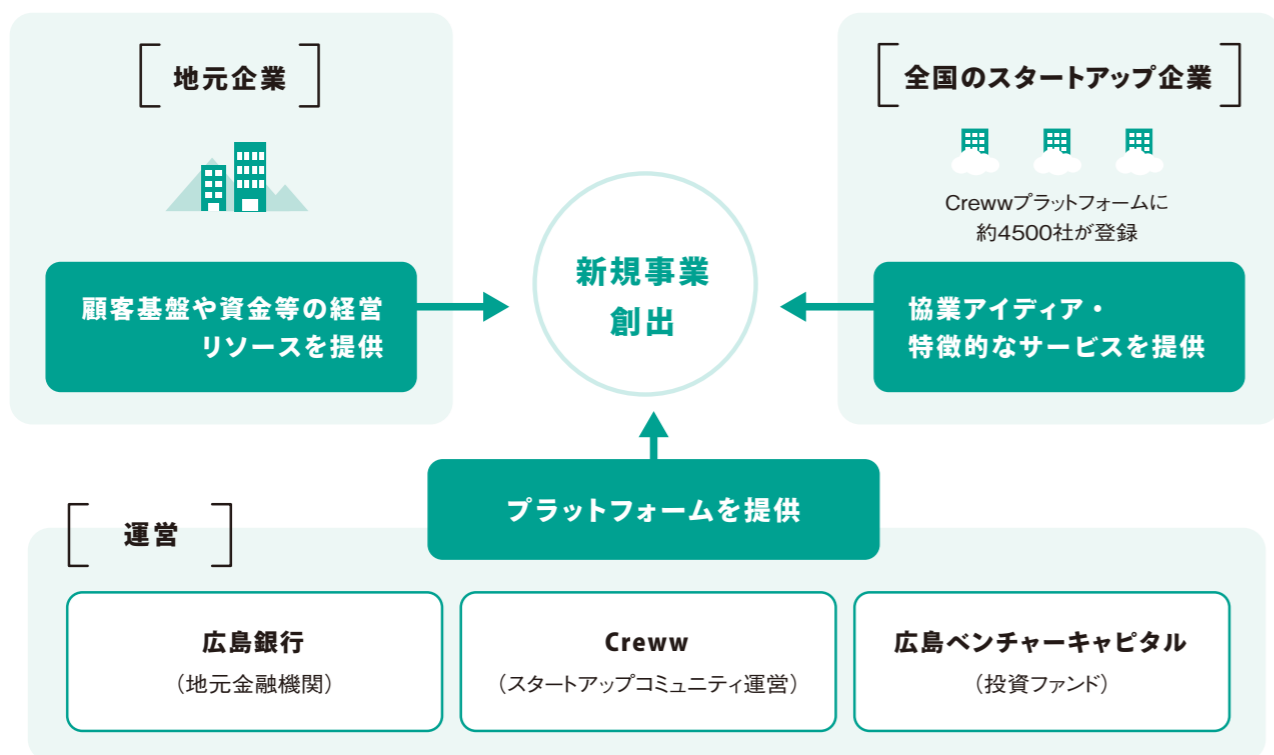 地元企業
顧客基盤や資金等の経営
リソースを提供
全国のスタートアップ企業
Crewwプラットフォームに
約4500社が登録
協業アイディア・
特徴的なサービスを提供
新規事業
創出
プラットフォームを提供
運営
広島銀行
（地元金融機関）
Creww
（スタートアップコミュニティ運営）
広島ベンチャーキャピタル
（投資ファンド）